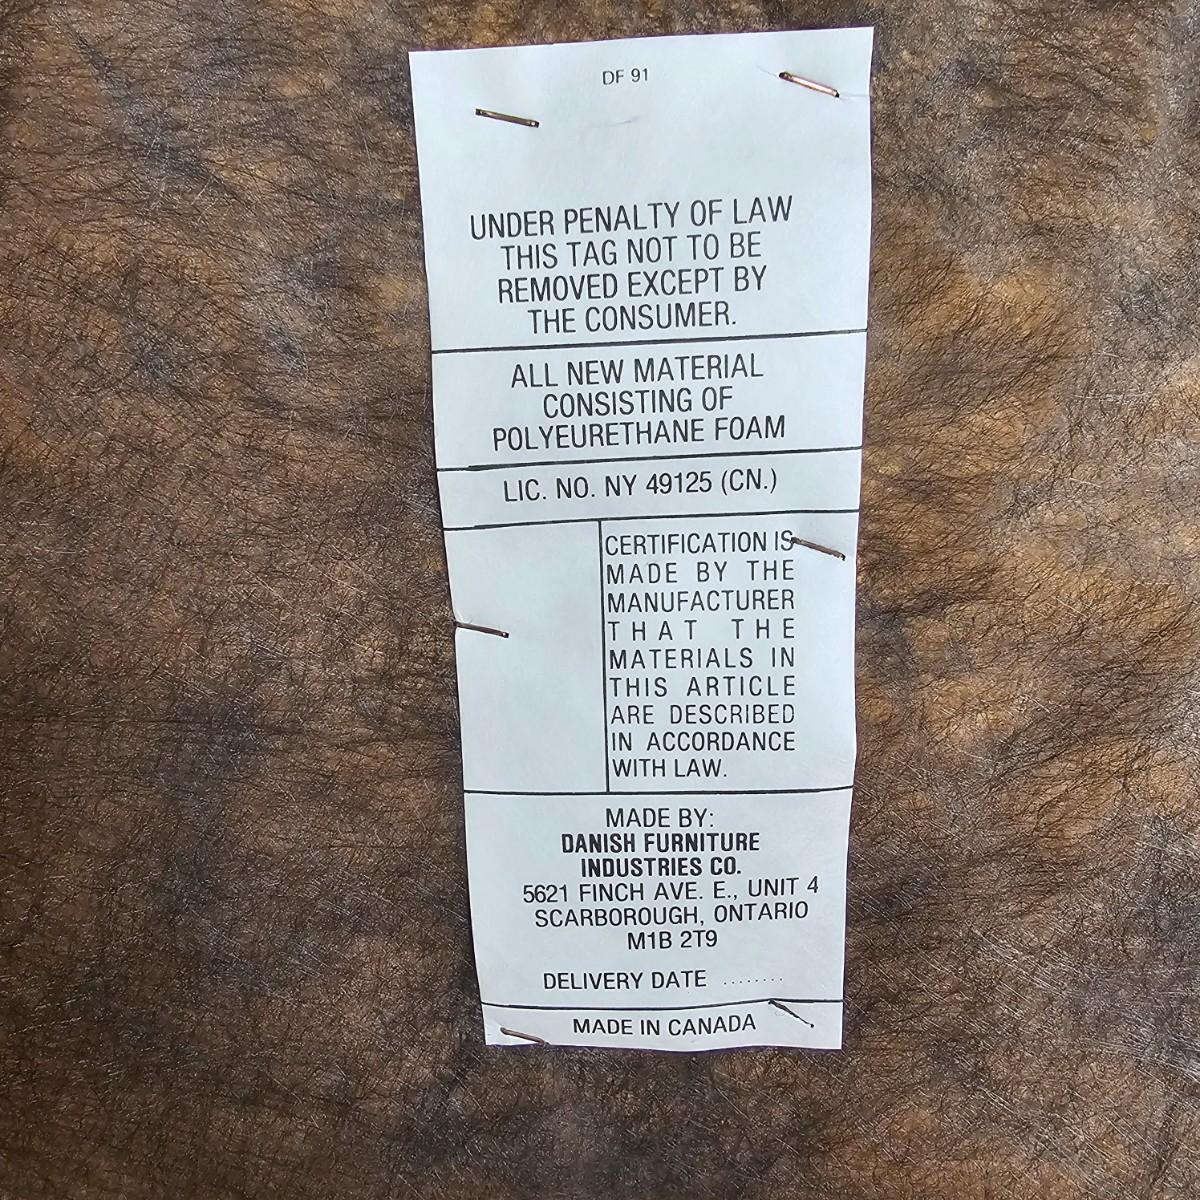 DF 91
UNDER PENALTY OF LAW
THIS TAG NOT TO BE
REMOVED EXCEPT BY
THE CONSUMER.
ALL NEW MATERIAL
CONSISTING OF
POLYEURETHANE FOAM
LIC. NO. NY 49125 (CN.)
CERTIFICATION IS
MADE BY THE
MANUFACTURER
THAT THE
MATERIALS IN
THIS ARTICLE
ARE DESCRIBED
IN ACCORDANCE
WITH LAW.
MADE BY:
DANISH FURNITURE
INDUSTRIES CO.
5621 FINCH AVE. E., UNIT 4
SCARBOROUGH, ONTARIO
M1B 2T9
DELIVERY DATE ........
MADE IN CANADA